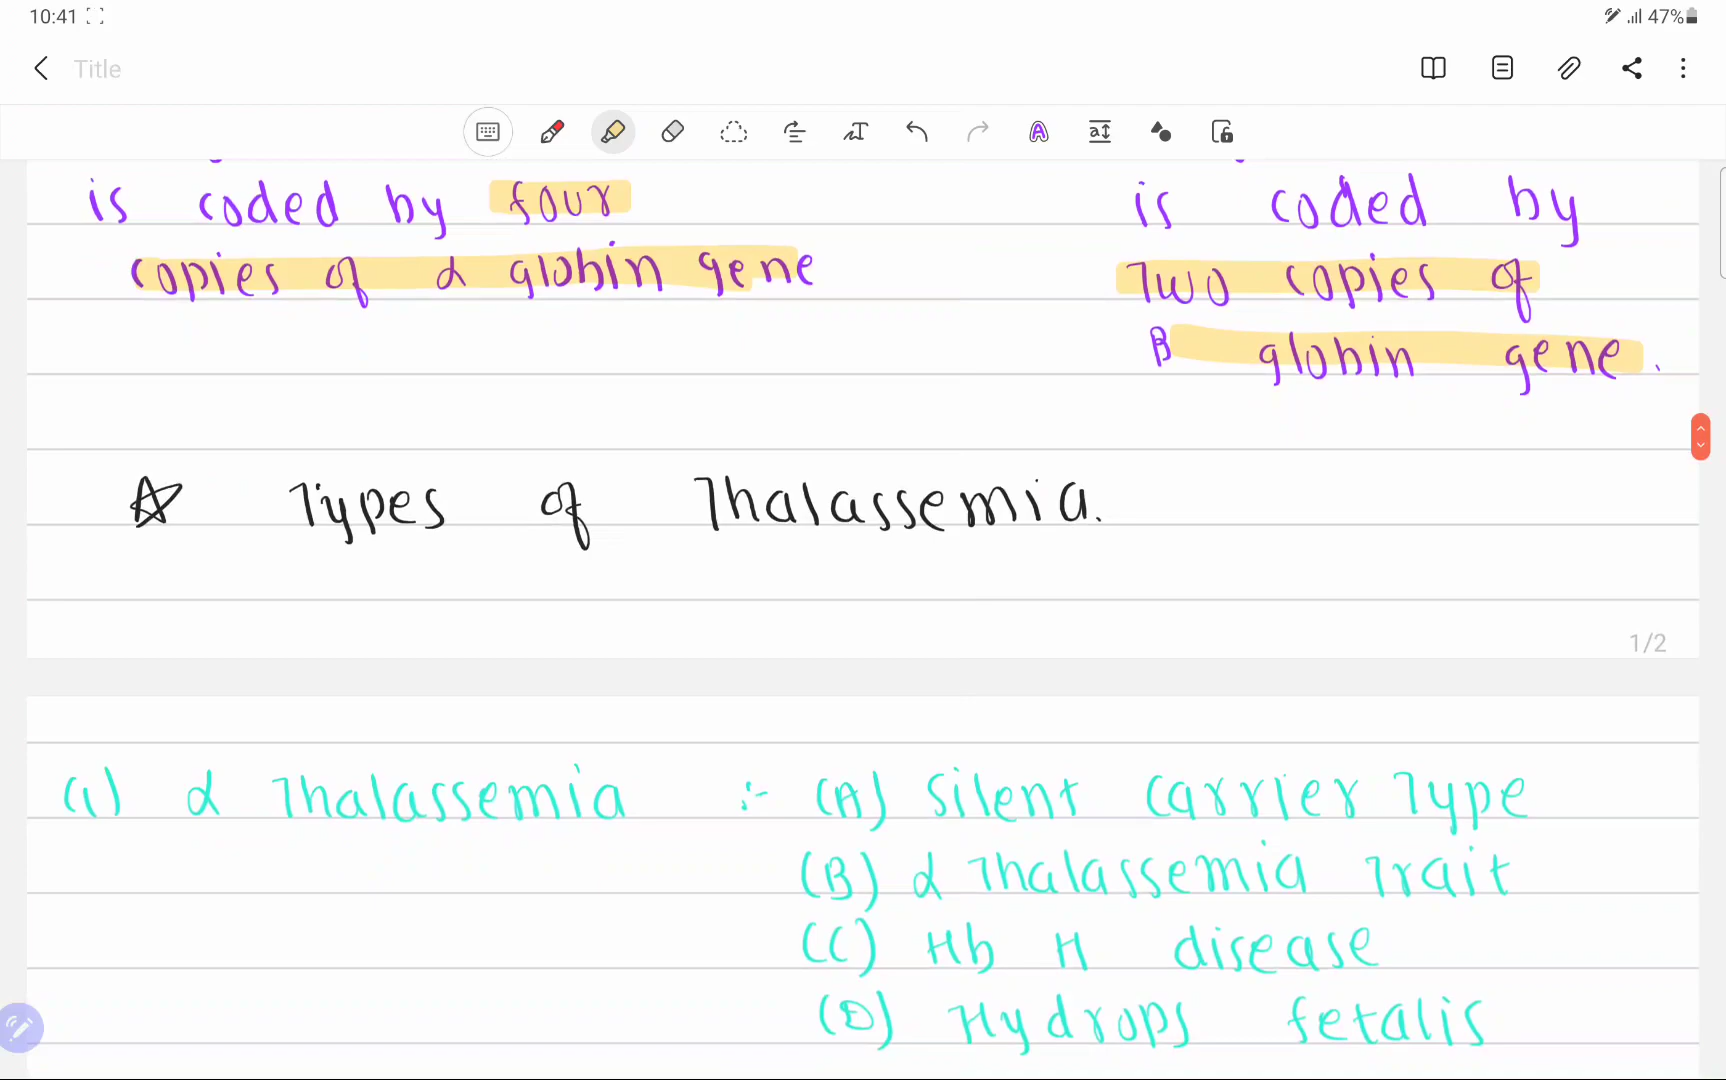 10:41
47%
Title
is coded by four
copies of α globin gene
is coded by
Two copies of
β globin gene.
☆ Types of Thalassemia.
1/2
(1) α Thalassemia :- (A) Silent Carrier Type
(B) α Thalassemia Trait
(C) Hb H disease
(D) Hydrops fetalis